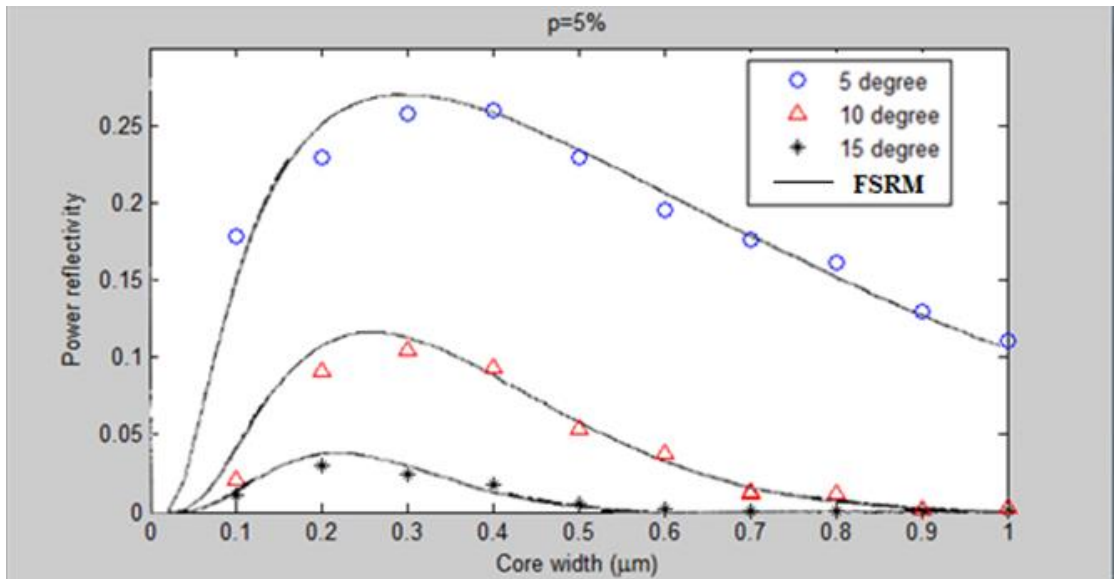 p=5%
5 degree
10 degree
15 degree
FSRM
Power reflectivity
0.25
0.2
0.15
0.1
0.05
0
0 0.1 0.2 0.3 0.4 0.5 0.6 0.7 0.8 0.9 1
Core width (μm)